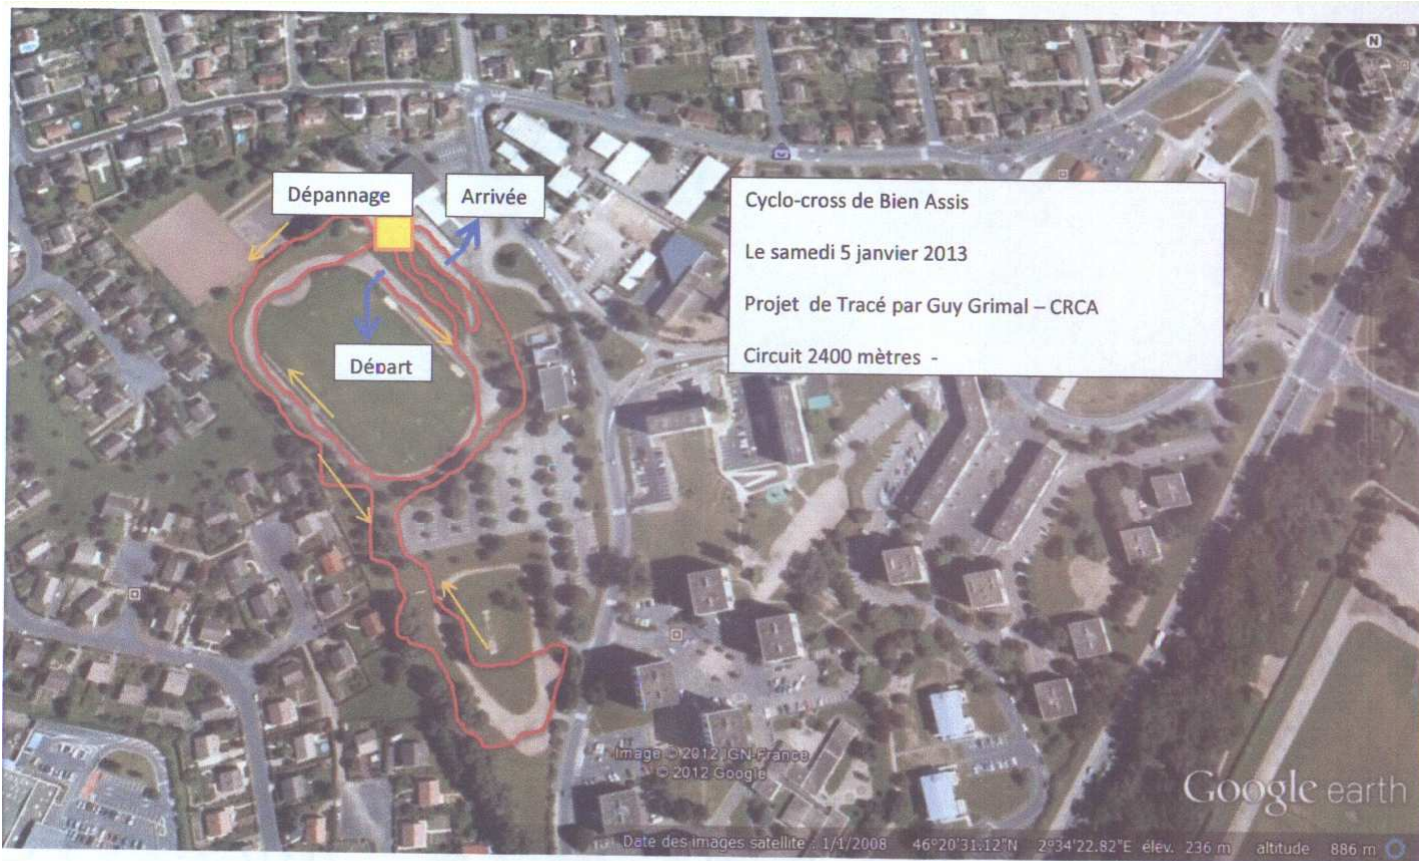 N
Dépannage
Arrivée
Départ
Cyclo-cross de Bien Assis
Le samedi 5 janvier 2013
Projet de Tracé par Guy Grimal – CRCA
Circuit 2400 mètres -
Image © 2012 IGN-France
© 2012 Google
Google earth
Date des images satellite : 1/1/2008 46°20'31.12"N 2°34'22.82"E élév. 236 m altitude 886 m